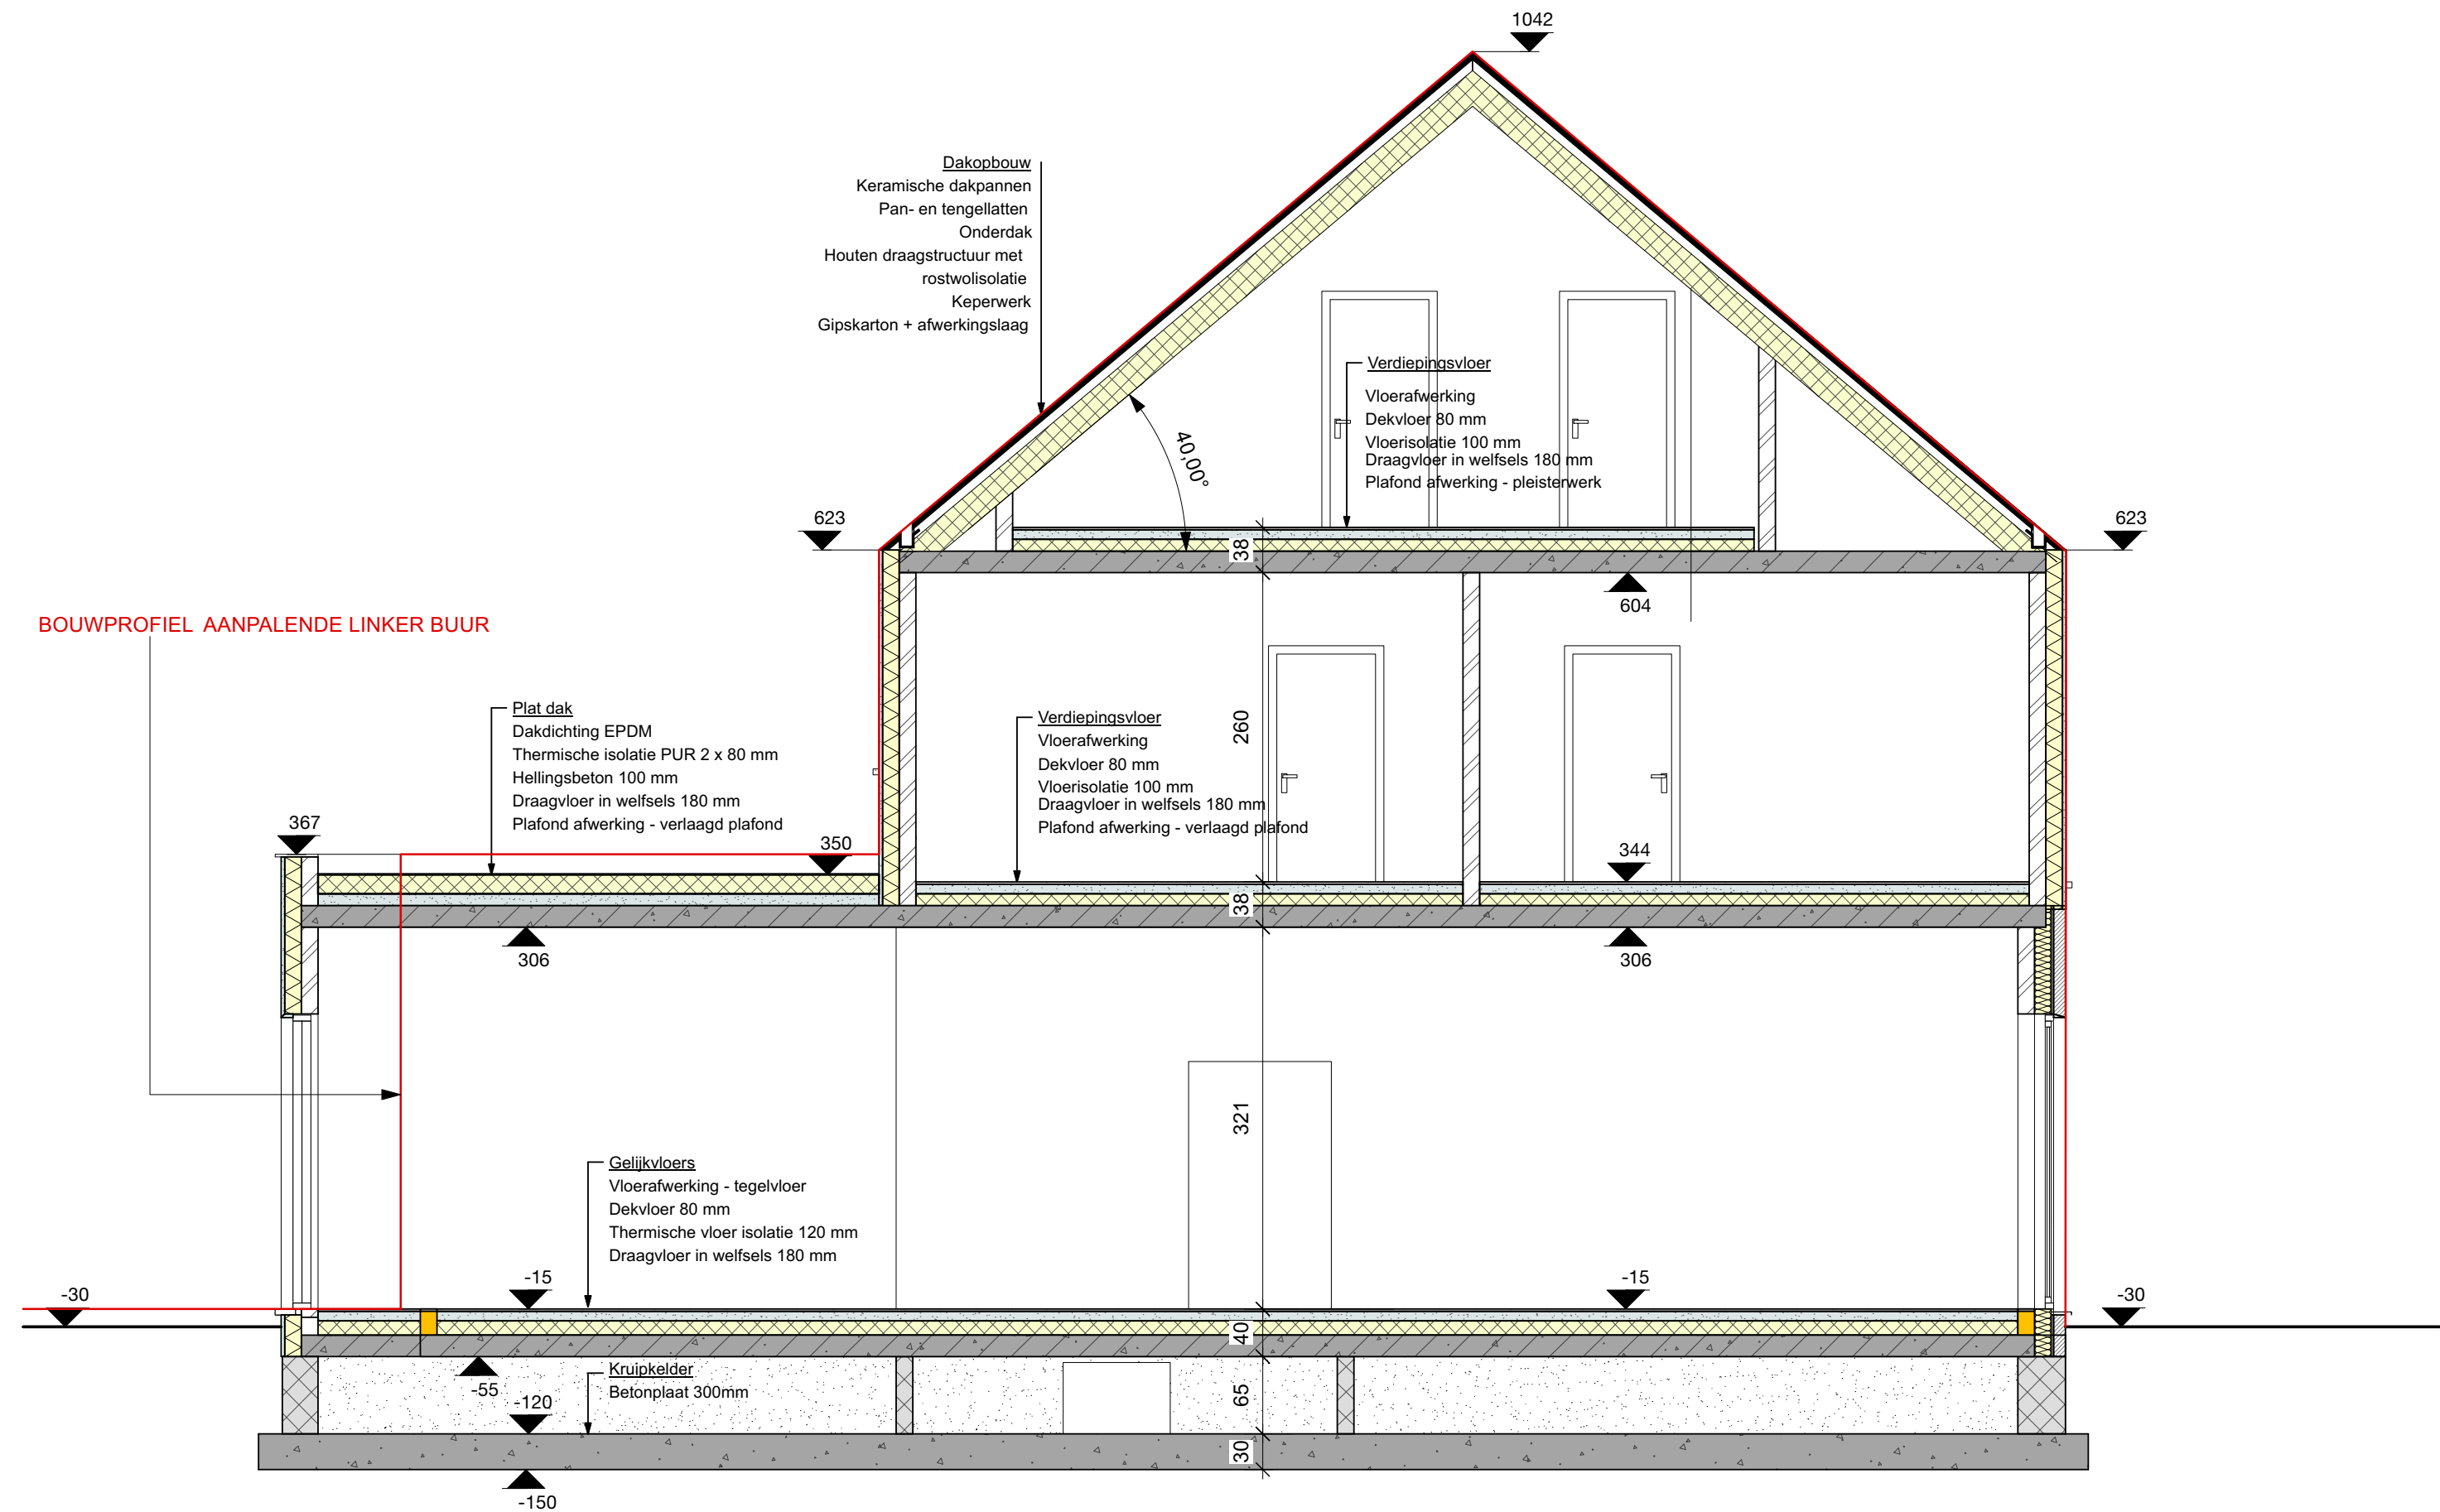 1042
Dakopbouw
Keramische dakpannen
Pan- en tengellatten
Onderdak
Houten draagstructuur met
rostwolisolatie
Keperwerk
Gipskarton + afwerkingslaag
Verdiepingsvloer
Vloerafwerking
Dekvloer 80 mm
Vloerisolatie 100 mm
Draagvloer in welfsels 180 mm
Plafond afwerking - pleisterwerk
40,00°
623
623
38
604
BOUWPROFIEL AANPALENDE LINKER BUUR
Plat dak
Dakdichting EPDM
Thermische isolatie PUR 2 x 80 mm
Hellingsbeton 100 mm
Draagvloer in welfsels 180 mm
Plafond afwerking - verlaagd plafond
Verdiepingsvloer
Vloerafwerking
Dekvloer 80 mm
Vloerisolatie 100 mm
Draagvloer in welfsels 180 mm
Plafond afwerking - verlaagd plafond
260
367
350
344
38
306
306
321
Gelijkvloers
Vloerafwerking - tegelvloer
Dekvloer 80 mm
Thermische vloer isolatie 120 mm
Draagvloer in welfsels 180 mm
-15
-15
-30
-30
40
Kruipkelder
Betonplaat 300mm
-55
-120
65
30
-150